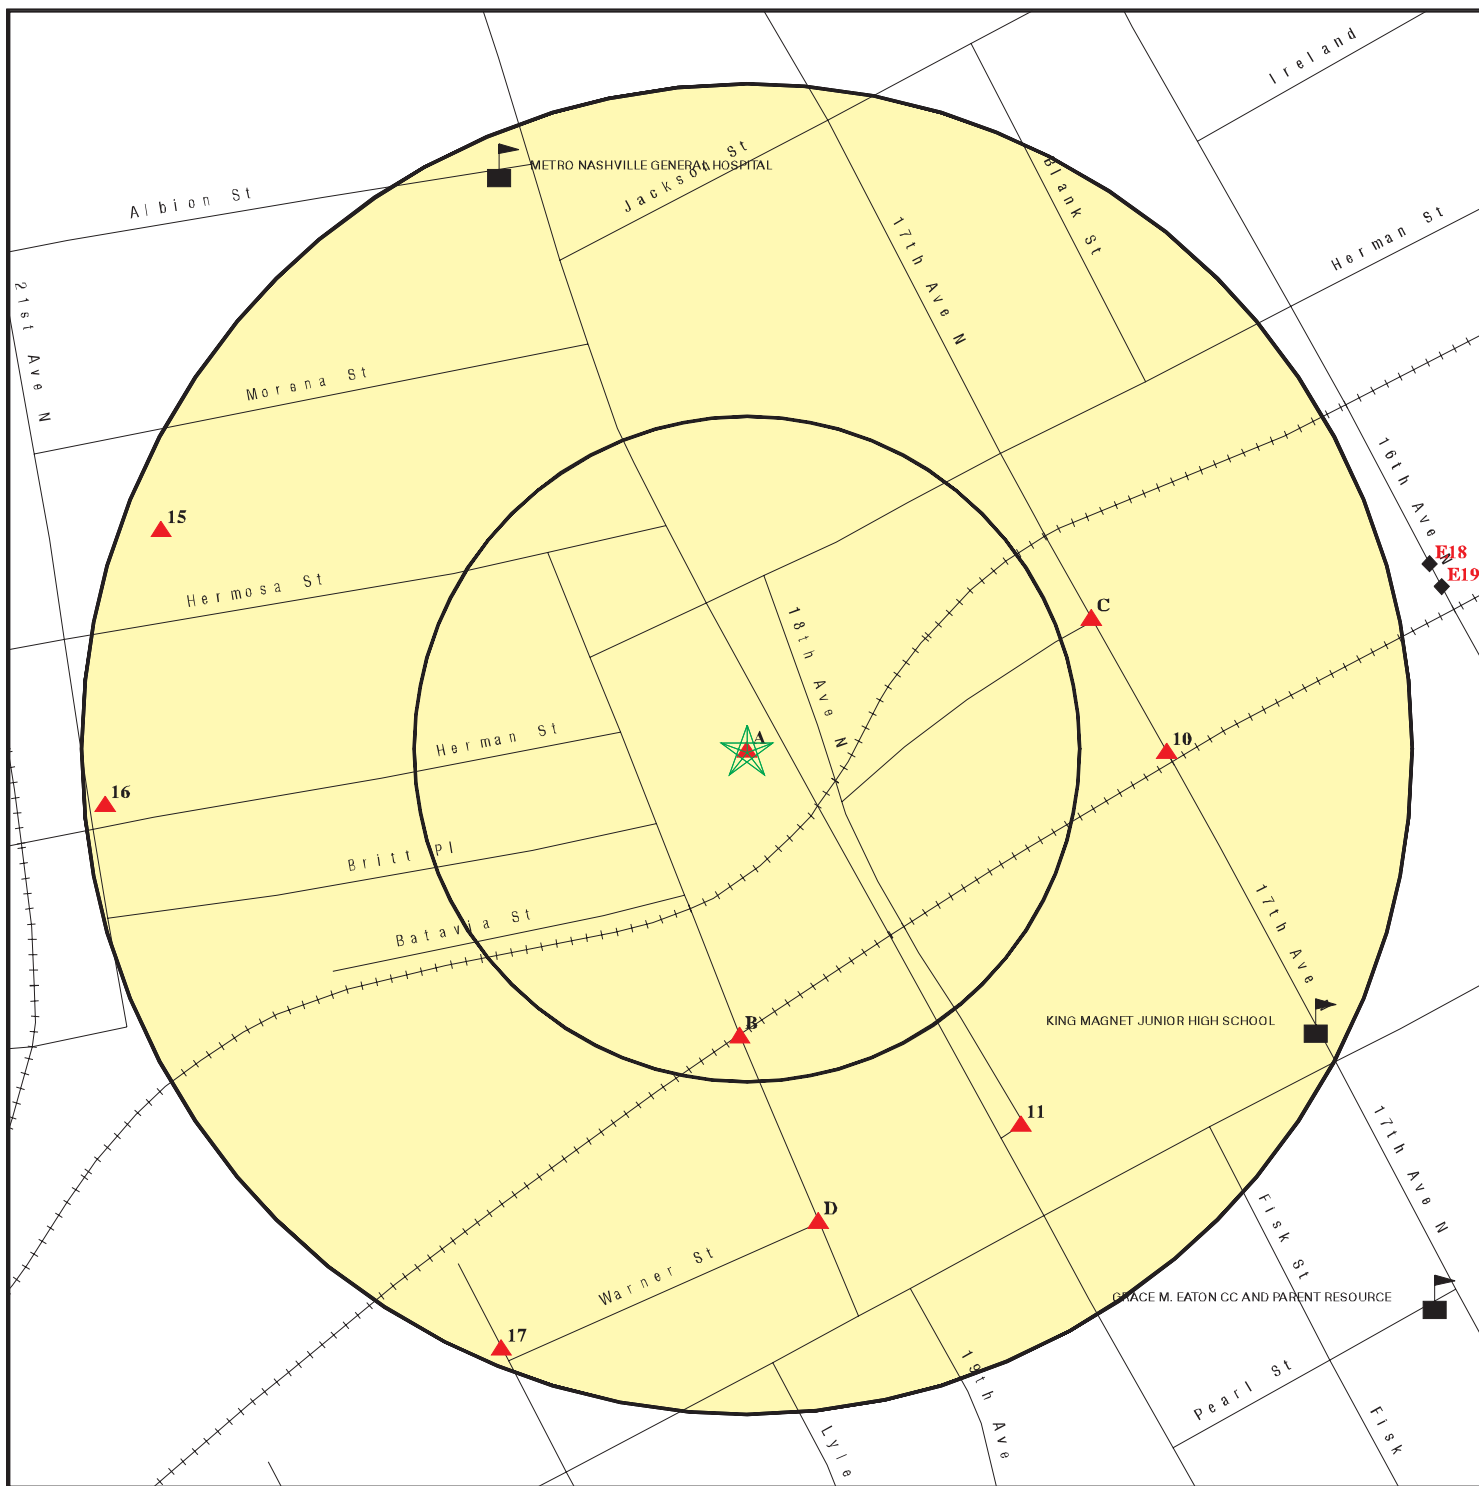 Ireland
METRO NASHVILLE GENERAL HOSPITAL
Jackson St
Blank St
Albion St
17th Ave N
Herman St
21st Ave N
Morena St
16th Ave N
15
E18
E19
Hermosa St
C
18th Ave N
Herman St
A
10
16
Britt Pl
Batavia St
17th Ave
B
KING MAGNET JUNIOR HIGH SCHOOL
11
17th Ave N
D
Fisk St
Warner St
GRACE M. EATON CC AND PARENT RESOURCE
17
19th Ave
Pearl St
Lyle
Fisk